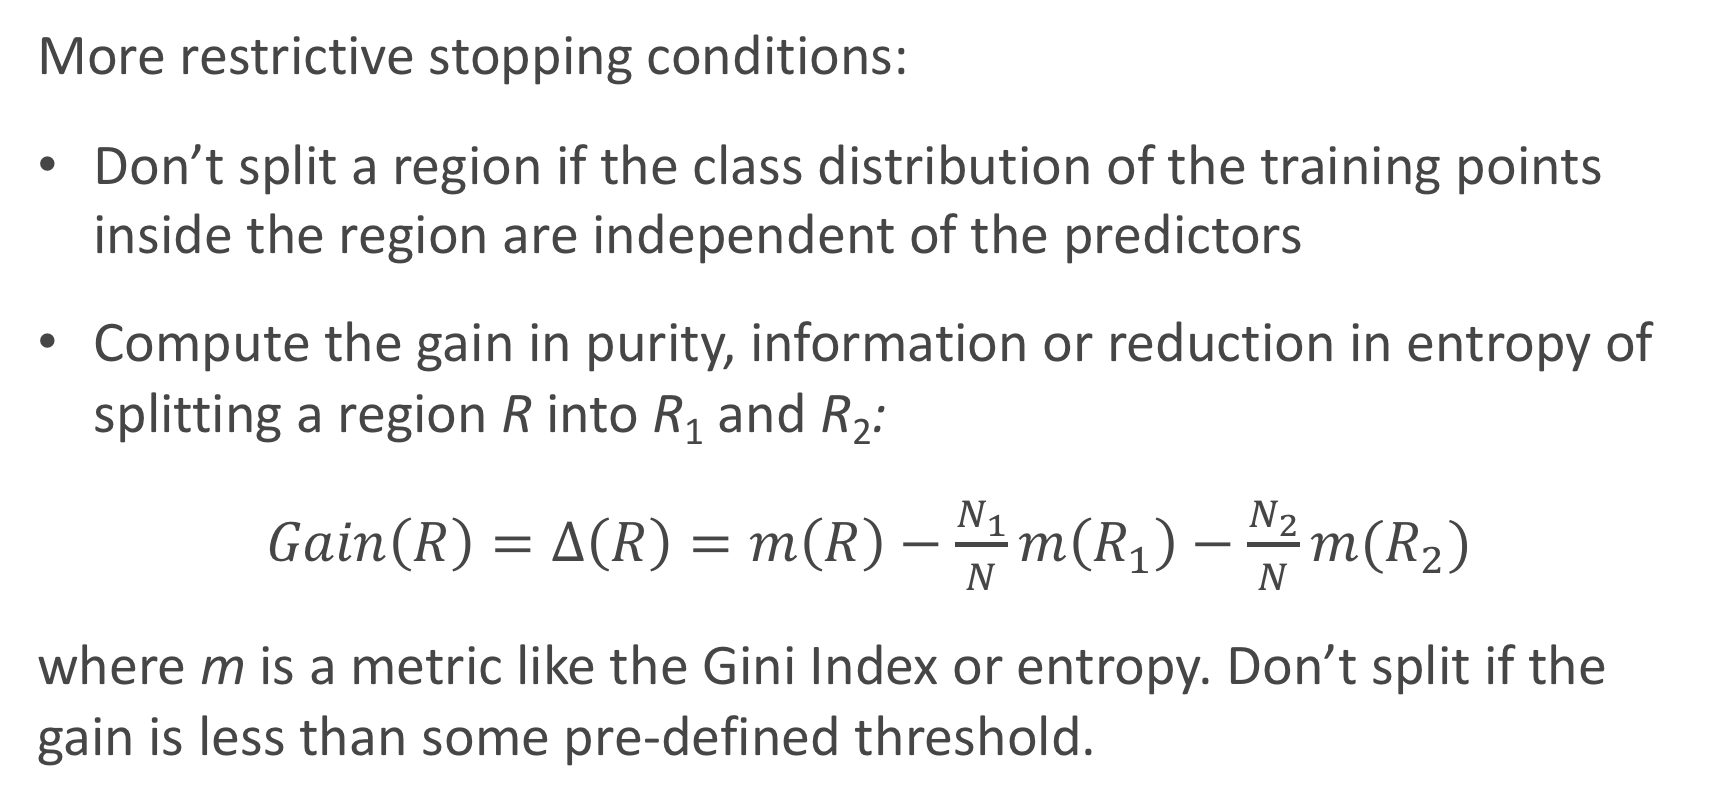 More restrictive stopping conditions:
• Don’t split a region if the class distribution of the training points
inside the region are independent of the predictors
• Compute the gain in purity, information or reduction in entropy of
splitting a region R into R₁ and R₂:
Gain(R) = Δ(R) = m(R) − N₁/N m(R₁) − N₂/N m(R₂)
where m is a metric like the Gini Index or entropy. Don’t split if the
gain is less than some pre-defined threshold.